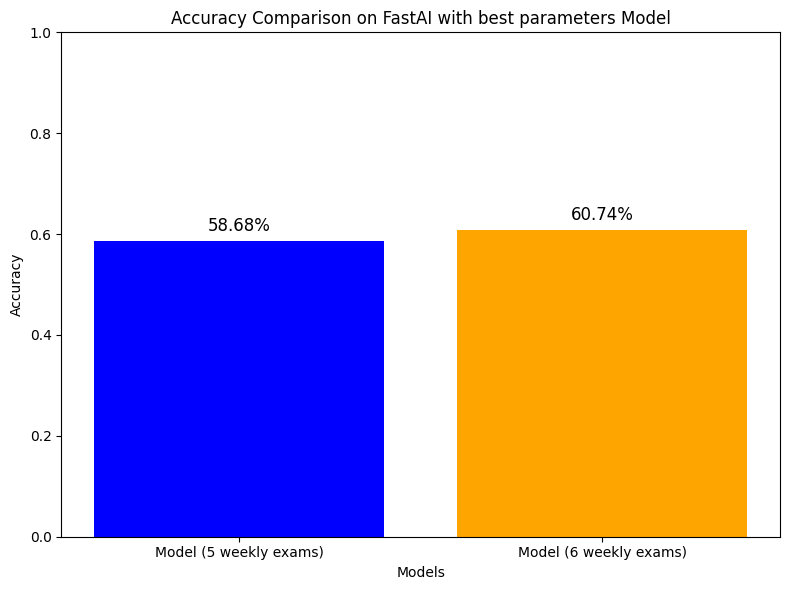 Accuracy Comparison on FastAI with best parameters Model
1.0
0.8
0.6
0.4
0.2
0.0
Accuracy
58.68%
60.74%
Model (5 weekly exams)
Model (6 weekly exams)
Models